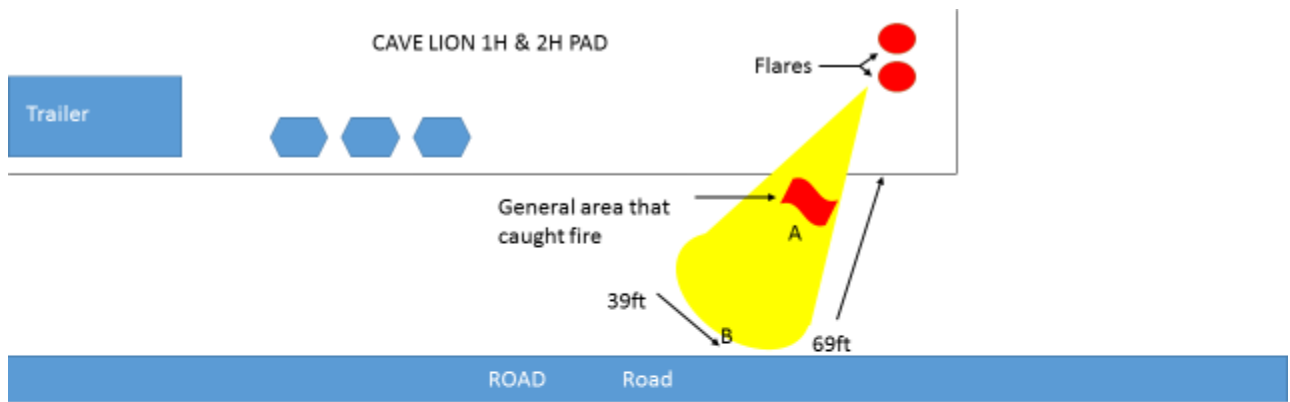 CAVE LION 1H & 2H PAD
Flares
Trailer
General area that
caught fire
A
39ft
B
69ft
ROAD
Road